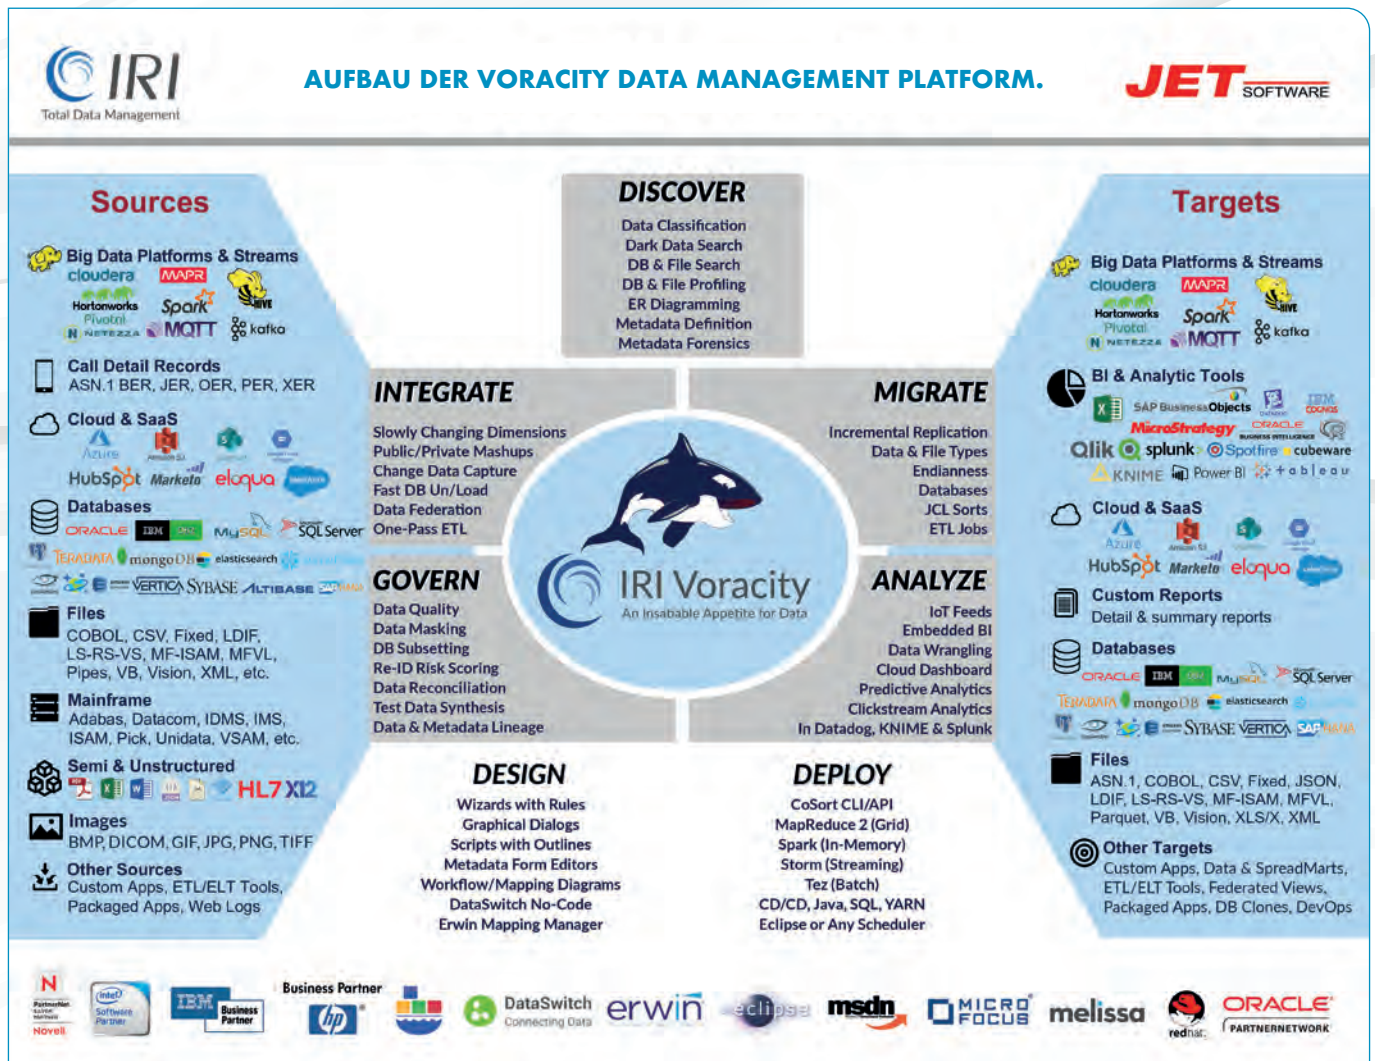 IRI
Total Data Management
AUFBAU DER VORACITY DATA MANAGEMENT PLATFORM.
JET SOFTWARE
Sources
Big Data Platforms & Streams
cloudera MAPR HIVE
Hortonworks Spark
Pivotal
NETEZZA MQTT kafka
Call Detail Records
ASN.1 BER, JER, OER, PER, XER
Cloud & SaaS
Azure Amazon S3
HubSpot Marketo eloqua
Databases
ORACLE IBM MySQL SQL Server
TERADATA mongoDB elasticsearch
VERTICA SYBASE ALTIBASE SAP HANA
Files
COBOL, CSV, Fixed, LDIF,
LS-RS-VS, MF-ISAM, MFVL,
Pipes, VB, Vision, XML, etc.
Mainframe
Adabas, Datacom, IDMS, IMS,
ISAM, Pick, Unidata, VSAM, etc.
Semi & Unstructured
HL7 X12
Images
BMP, DICOM, GIF, JPG, PNG, TIFF
Other Sources
Custom Apps, ETL/ELT Tools,
Packaged Apps, Web Logs
DISCOVER
Data Classification
Dark Data Search
DB & File Search
DB & File Profiling
ER Diagramming
Metadata Definition
Metadata Forensics
INTEGRATE
Slowly Changing Dimensions
Public/Private Mashups
Change Data Capture
Fast DB Un/Load
Data Federation
One-Pass ETL
MIGRATE
Incremental Replication
Data & File Types
Endianness
Databases
JCL Sorts
ETL Jobs
IRI Voracity
An Insatiable Appetite for Data
GOVERN
Data Quality
Data Masking
DB Subsetting
Re-ID Risk Scoring
Data Reconciliation
Test Data Synthesis
Data & Metadata Lineage
ANALYZE
IoT Feeds
Embedded BI
Data Wrangling
Cloud Dashboard
Predictive Analytics
Clickstream Analytics
In Datadog, KNIME & Splunk
DESIGN
Wizards with Rules
Graphical Dialogs
Scripts with Outlines
Metadata Form Editors
Workflow/Mapping Diagrams
DataSwitch No-Code
Erwin Mapping Manager
DEPLOY
CoSort CLI/API
MapReduce 2 (Grid)
Spark (In-Memory)
Storm (Streaming)
Tez (Batch)
CD/CD, Java, SQL, YARN
Eclipse or Any Scheduler
Targets
Big Data Platforms & Streams
cloudera MAPR HIVE
Hortonworks Spark
Pivotal
NETEZZA MQTT kafka
BI & Analytic Tools
SAP BusinessObjects IBM COGNOS
MicroStrategy ORACLE BUSINESS INTELLIGENCE
Qlik splunk> Spotfire cubeware
KNIME Power BI +ableau
Cloud & SaaS
Azure Amazon S3
HubSpot Marketo eloqua
Custom Reports
Detail & summary reports
Databases
ORACLE IBM MySQL SQL Server
TERADATA mongoDB elasticsearch
SYBASE VERTICA SAP HANA
Files
ASN.1, COBOL, CSV, Fixed, JSON,
LDIF, LS-RS-VS, MF-ISAM, MFVL,
Parquet, VB, Vision, XLS/X, XML
Other Targets
Custom Apps, Data & SpreadMarts,
ETL/ELT Tools, Federated Views,
Packaged Apps, DB Clones, DevOps
N PartnerNet Novell
intel Software Partner
IBM Business Partner
Business Partner hp
DataSwitch
Connecting Data
erwin
eclipse
msdn
MICRO FOCUS
melissa
redhat.
ORACLE PARTNERNETWORK